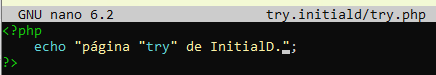 GNU nano 6.2 try.initiald/try.php
<?php
echo "página "try" de InitialD.";
?>